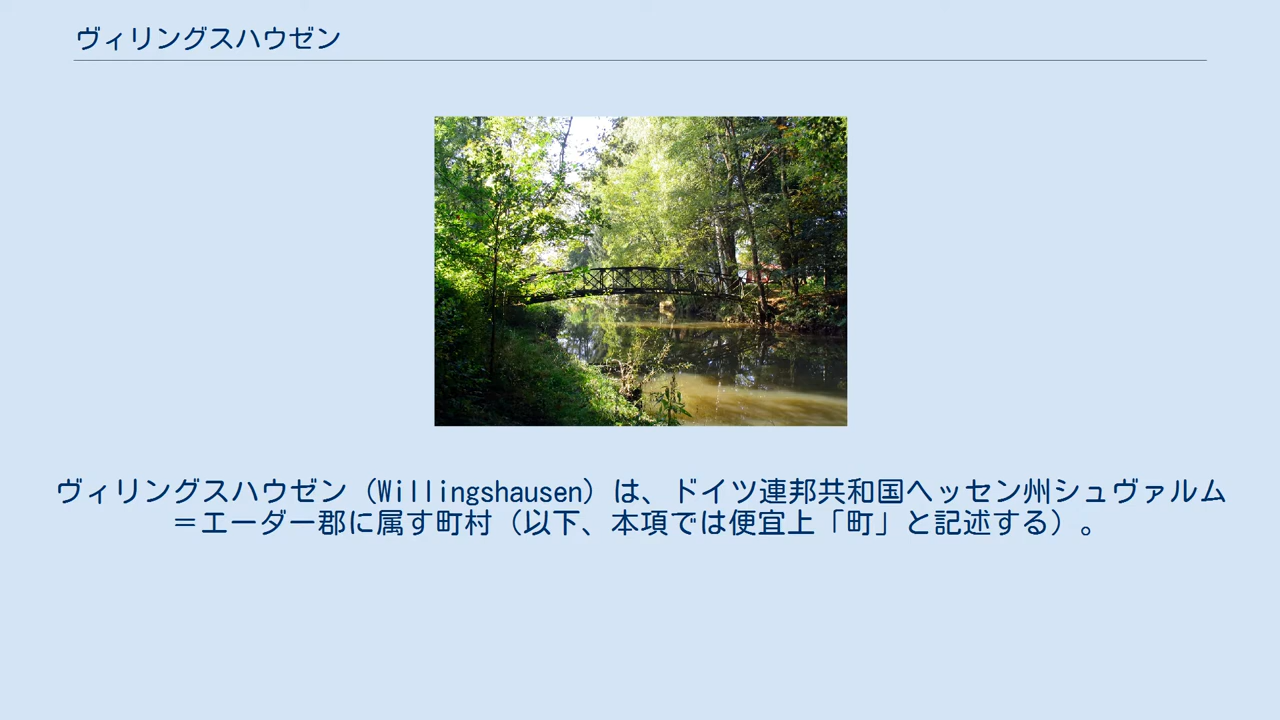 ヴィリングスハウゼン
ヴィリングスハウゼン（Willingshausen）は、ドイツ連邦共和国ヘッセン州シュヴァルム
＝エーダー郡に属す町村（以下、本項では便宜上「町」と記述する）。